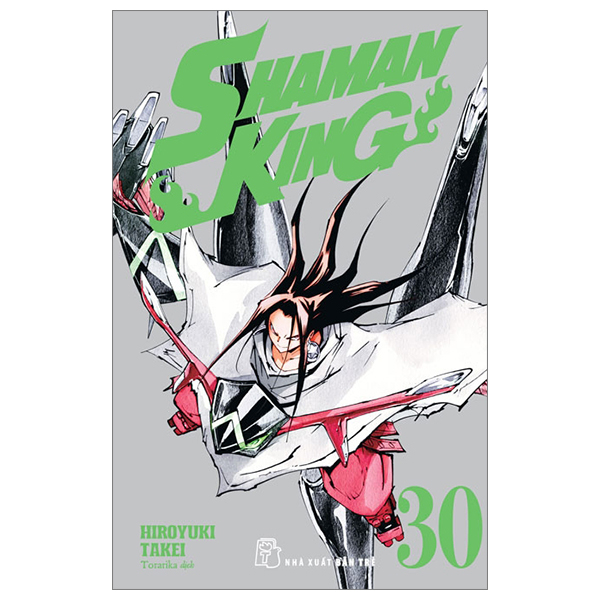 SHAMAN
KING
HIROYUKI
TAKEI
Torarika dịch
NHÀ XUẤT BẢN TRẺ
30